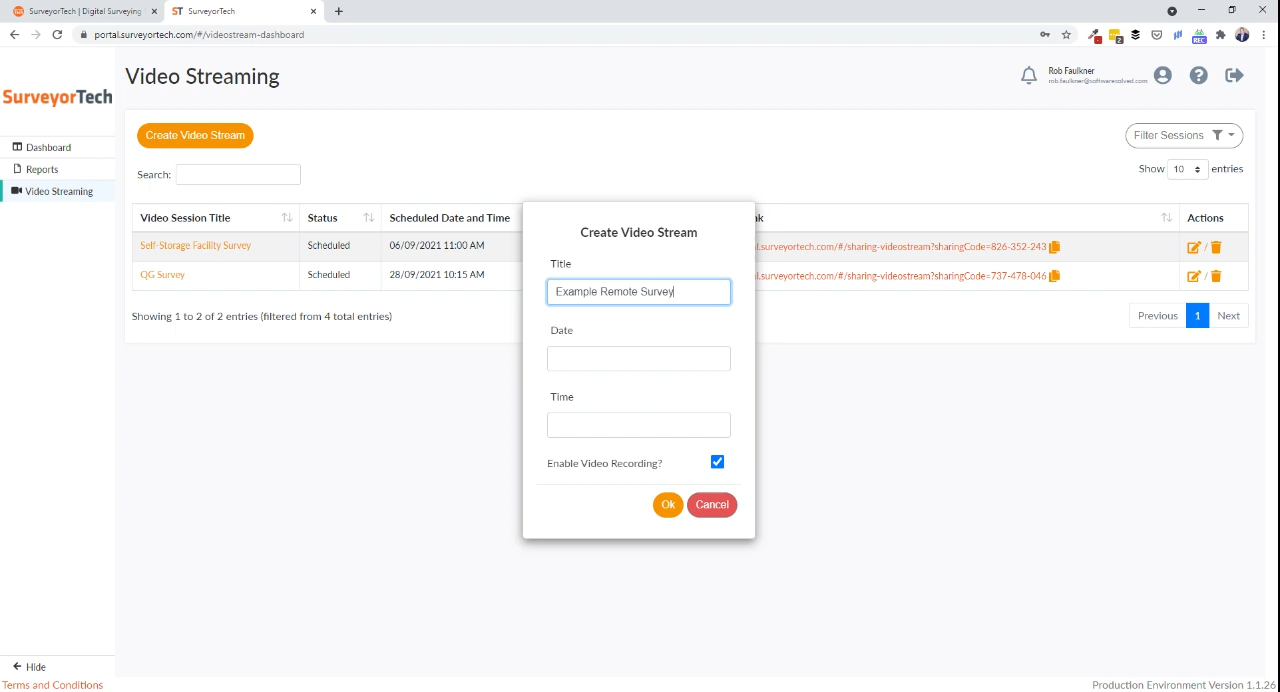 SurveyorTech | Digital Surveying
ST SurveyorTech
portal.surveyortech.com/#/videostream-dashboard
2
REC
SurveyorTech
Video Streaming
Rob Faulkner
rob.faulkner@softwaresolved.com
Dashboard
Reports
Video Streaming
Create Video Stream
Filter Sessions
Search:
Show 10 entries
Video Session Title Status Scheduled Date and Time nk Actions
Self-Storage Facility Survey Scheduled 06/09/2021 11:00 AM al.surveyortech.com/#/sharing-videostream?sharingCode=826-352-243 /
QG Survey Scheduled 28/09/2021 10:15 AM al.surveyortech.com/#/sharing-videostream?sharingCode=737-478-046 /
Showing 1 to 2 of 2 entries (filtered from 4 total entries)
Previous 1 Next
Create Video Stream
Title
Example Remote Survey
Date
Time
Enable Video Recording?
Ok Cancel
Hide
Terms and Conditions
Production Environment Version 1.1.26